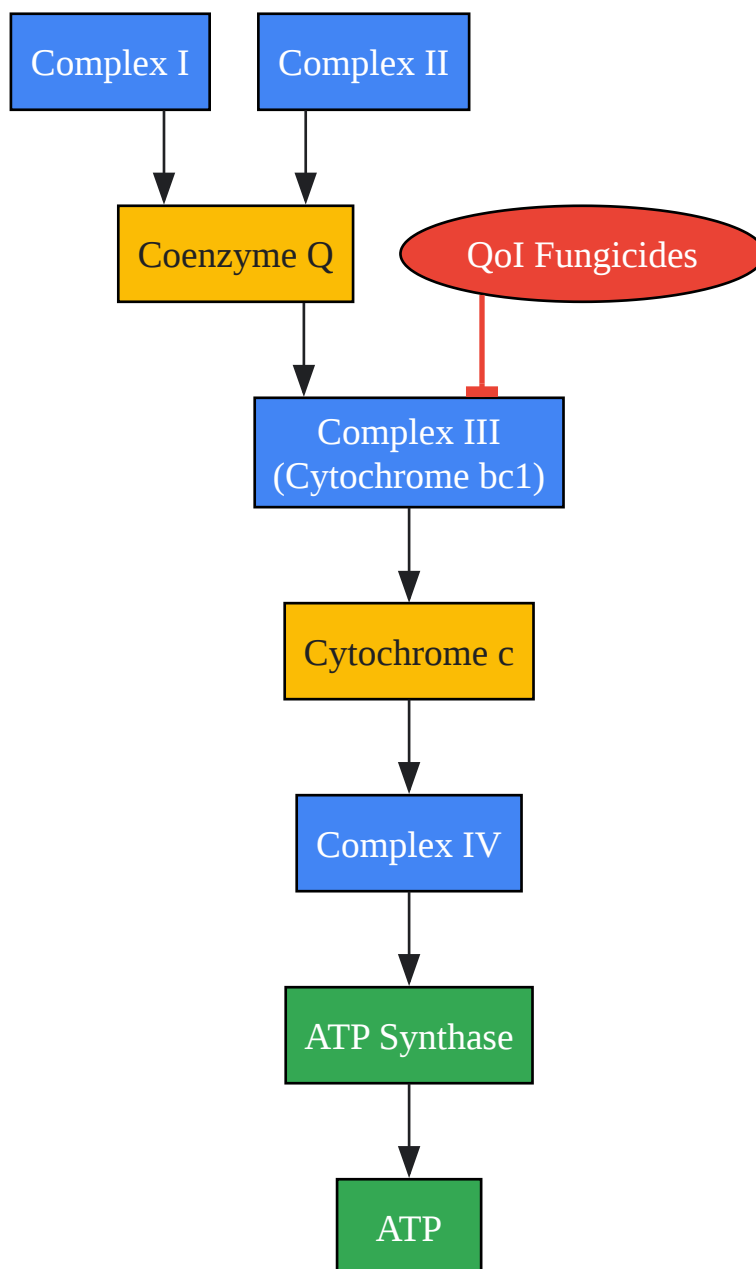 Complex I
Complex II
Coenzyme Q
QoI Fungicides
Complex III
(Cytochrome bc1)
Cytochrome c
Complex IV
ATP Synthase
ATP